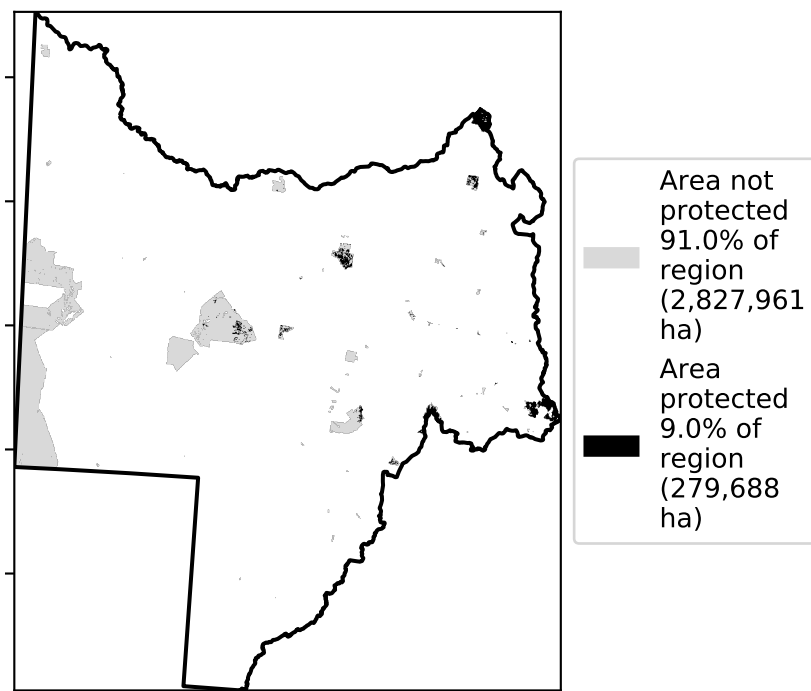 Area not
protected
91.0% of
region
(2,827,961
ha)
Area
protected
9.0% of
region
(279,688
ha)